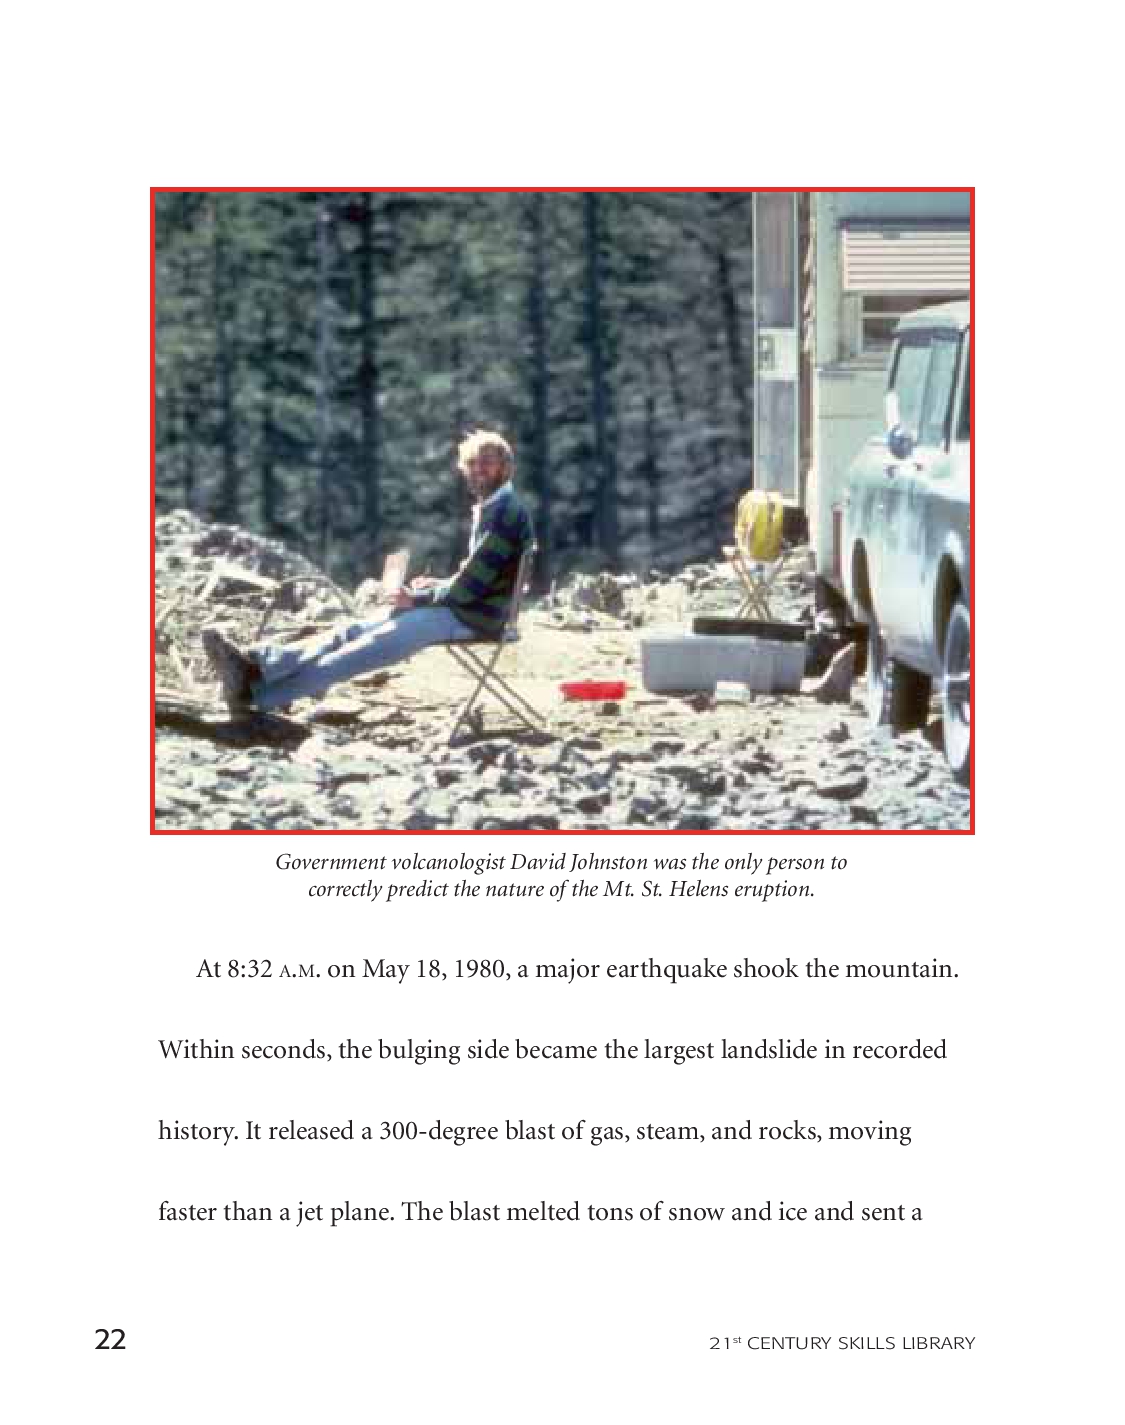 Government volcanologist David Johnston was the only person to
correctly predict the nature of the Mt. St. Helens eruption.
At 8:32 A.M. on May 18, 1980, a major earthquake shook the mountain.
Within seconds, the bulging side became the largest landslide in recorded
history. It released a 300-degree blast of gas, steam, and rocks, moving
faster than a jet plane. The blast melted tons of snow and ice and sent a
22
21st CENTURY SKILLS LIBRARY